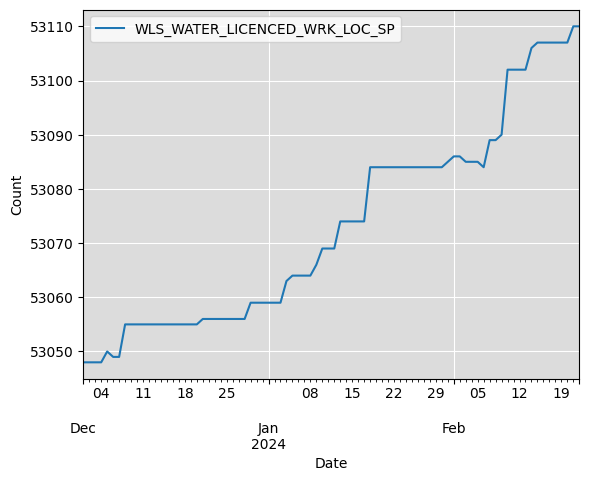 WLS_WATER_LICENCED_WRK_LOC_SP
53110
53100
53090
53080
53070
53060
53050
Count
04 11 18 25 08 15 22 29 05 12 19
Dec Jan Feb
2024
Date